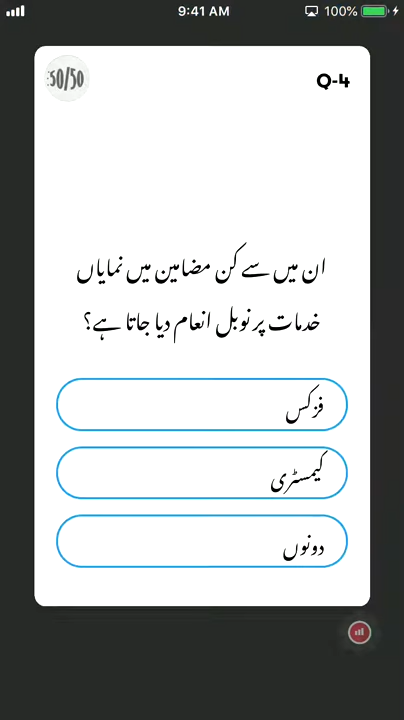 9:41 AM 100%
50/50 Q-4
ان میں سے کن مضامین میں نمایاں
خدمات پر نوبل انعام دیا جاتا ہے؟
فزکس
کیمسٹری
دونوں